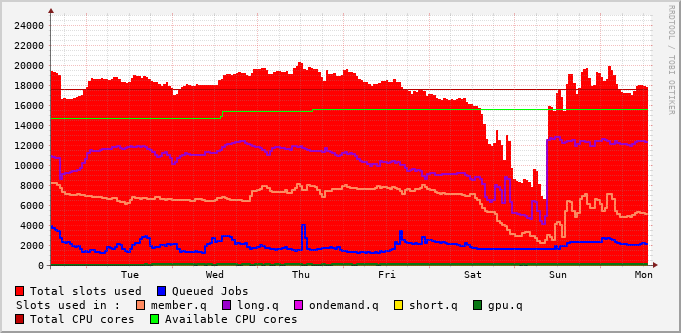 24000
22000
20000
18000
16000
14000
12000
10000
8000
6000
4000
2000
0
Tue Wed Thu Fri Sat Sun Mon
Total slots used Queued Jobs
Slots used in : member.q long.q ondemand.q short.q gpu.q
Total CPU cores Available CPU cores
RRDTOOL / TOBI OETIKER